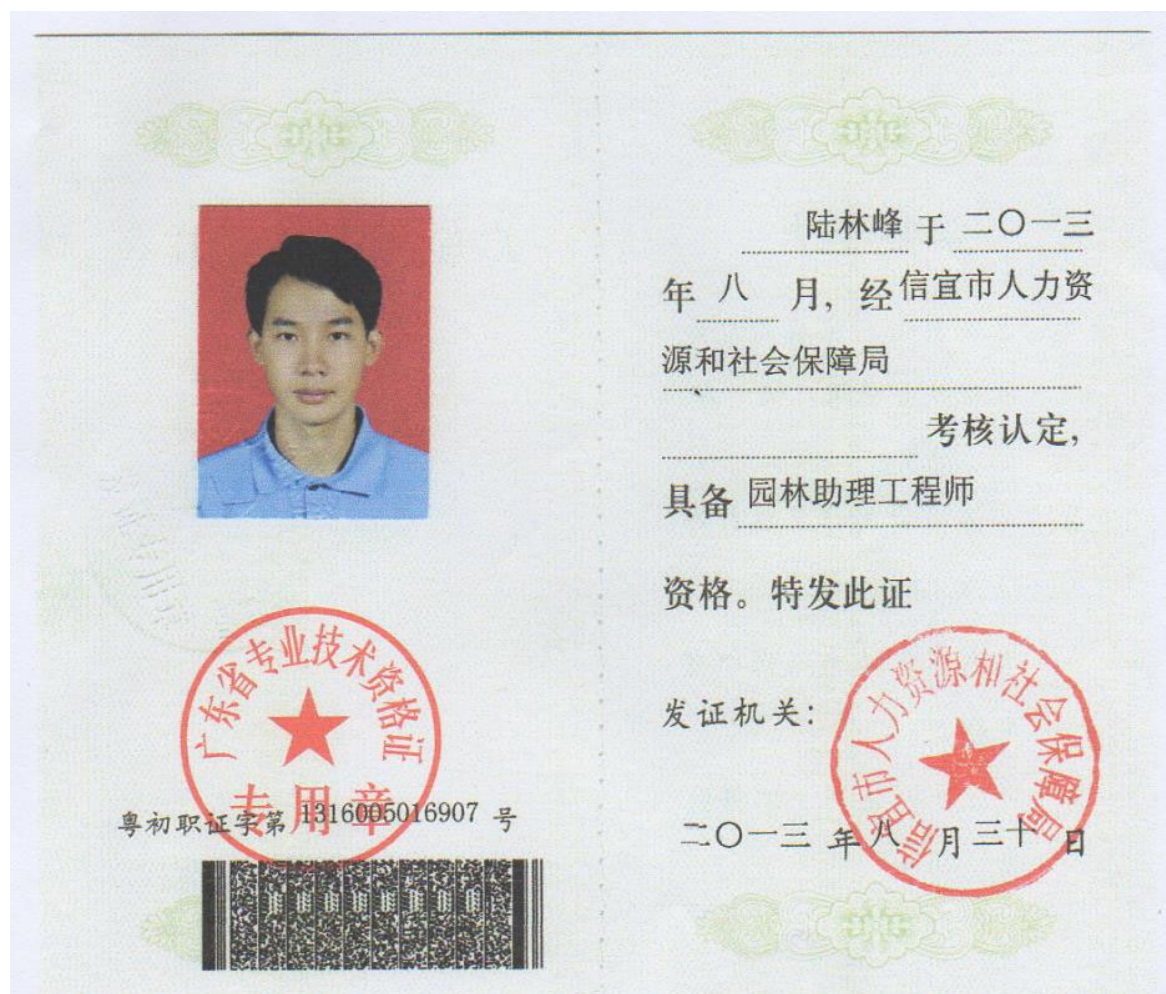 广东省专业技术资格证
专用章
粤初职证字第 1316005016907 号
陆林峰 于 二〇一三
年 八 月, 经 信宜市人力资
源和社会保障局
考核认定,
具备 园林助理工程师
资格。特发此证
发证机关:
信宜市人力资源和社会保障局
二〇一三 年 八 月 三十 日